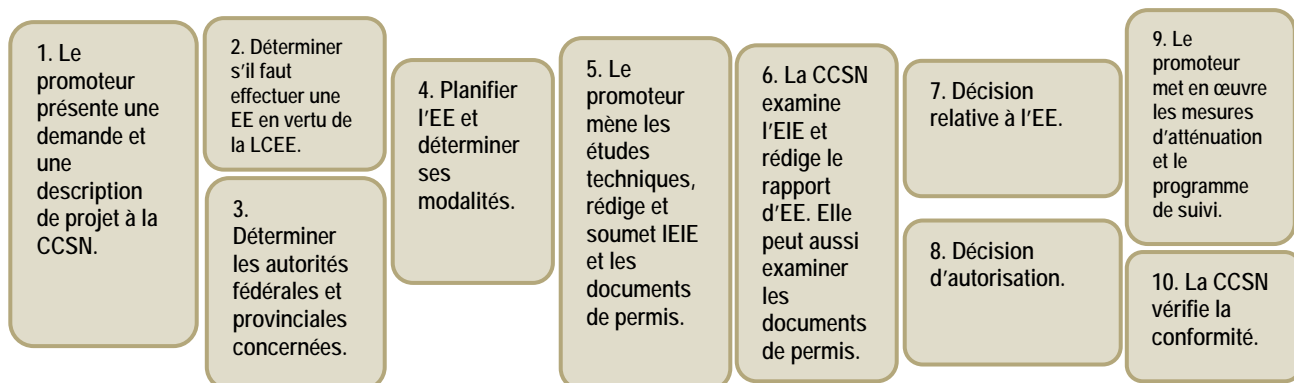 1. Le
promoteur
présente une
demande et
une
description
de projet à la
CCSN.
2. Déterminer
s'il faut
effectuer une
EE en vertu de
la LCEE.
3.
Déterminer
les autorités
fédérales et
provinciales
concernées.
4. Planifier
l'EE et
déterminer
ses
modalités.
5. Le
promoteur
mène les
études
techniques,
rédige et
soumet IEIE
et les
documents
de permis.
6. La CCSN
examine
l'EIE et
rédige le
rapport
d'EE. Elle
peut aussi
examiner
les
documents
de permis.
7. Décision
relative à l'EE.
8. Décision
d'autorisation.
9. Le
promoteur
met en œuvre
les mesures
d'atténuation
et le
programme
de suivi.
10. La CCSN
vérifie la
conformité.